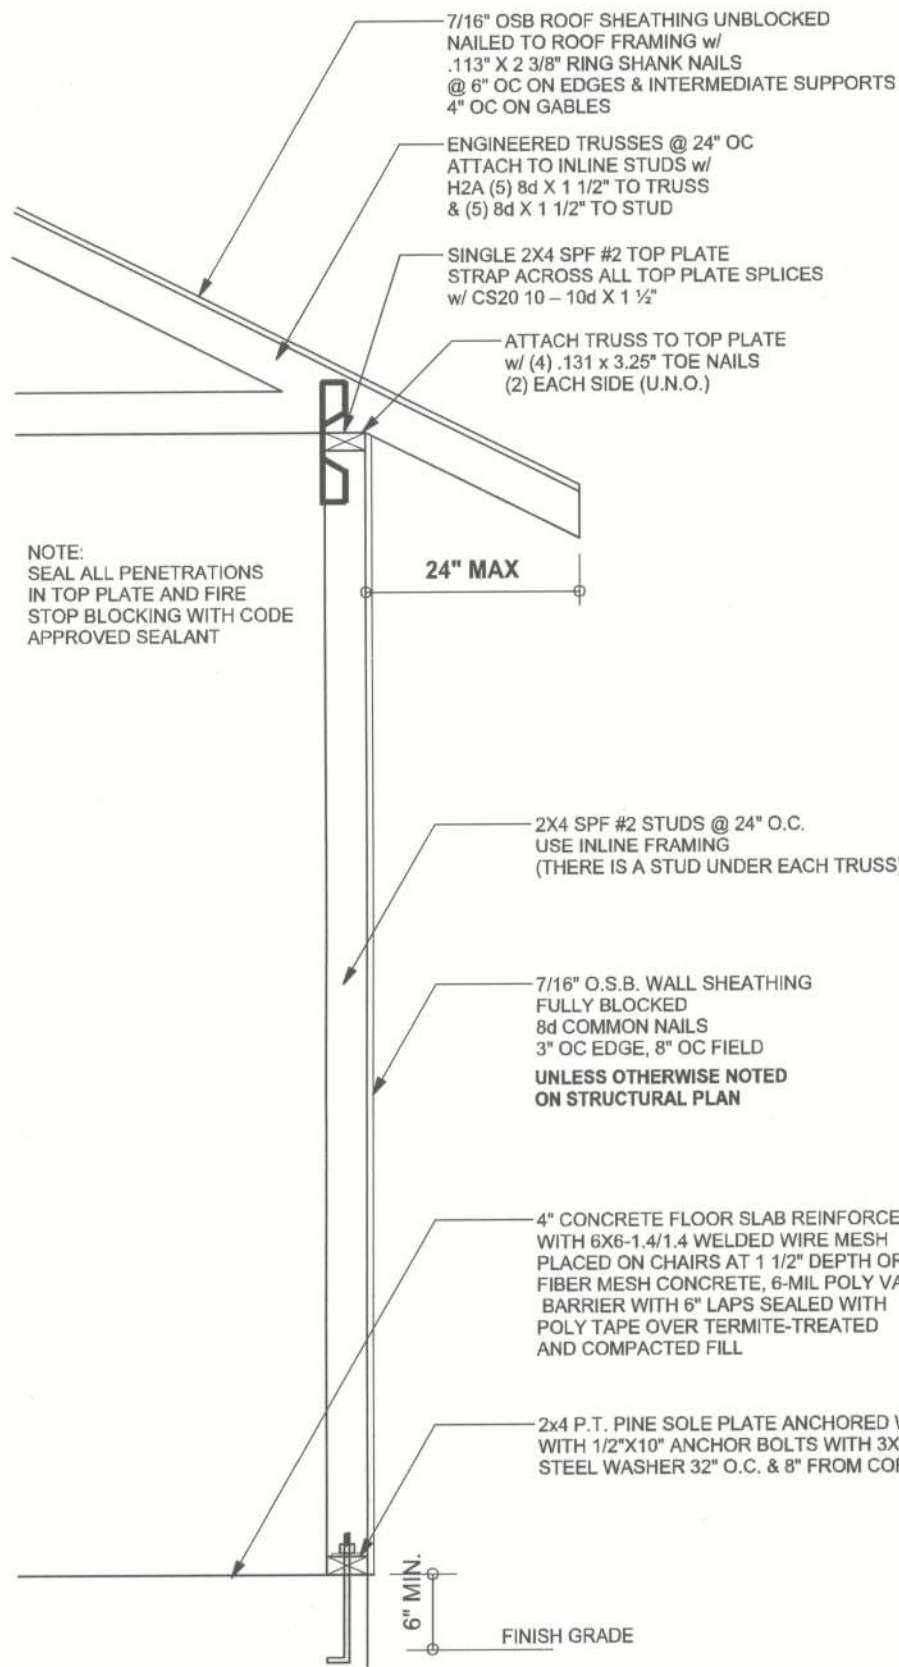 7/16" OSB ROOF SHEATHING UNBLOCKED
NAILED TO ROOF FRAMING w/
.113" X 2 3/8" RING SHANK NAILS
@ 6" OC ON EDGES & INTERMEDIATE SUPPORTS
4" OC ON GABLES
ENGINEERED TRUSSES @ 24" OC
ATTACH TO INLINE STUDS w/
H2A (5) 8d X 1 1/2" TO TRUSS
& (5) 8d X 1 1/2" TO STUD
SINGLE 2X4 SPF #2 TOP PLATE
STRAP ACROSS ALL TOP PLATE SPLICES
w/ CS20 10 – 10d X 1 ½"
ATTACH TRUSS TO TOP PLATE
w/ (4) .131 x 3.25" TOE NAILS
(2) EACH SIDE (U.N.O.)
NOTE:
SEAL ALL PENETRATIONS
IN TOP PLATE AND FIRE
STOP BLOCKING WITH CODE
APPROVED SEALANT
24" MAX
2X4 SPF #2 STUDS @ 24" O.C.
USE INLINE FRAMING
(THERE IS A STUD UNDER EACH TRUSS)
7/16" O.S.B. WALL SHEATHING
FULLY BLOCKED
8d COMMON NAILS
3" OC EDGE, 8" OC FIELD
UNLESS OTHERWISE NOTED
ON STRUCTURAL PLAN
4" CONCRETE FLOOR SLAB REINFORCE
WITH 6X6-1.4/1.4 WELDED WIRE MESH
PLACED ON CHAIRS AT 1 1/2" DEPTH OR
FIBER MESH CONCRETE, 6-MIL POLY VA
BARRIER WITH 6" LAPS SEALED WITH
POLY TAPE OVER TERMITE-TREATED
AND COMPACTED FILL
2x4 P.T. PINE SOLE PLATE ANCHORED
WITH 1/2"X10" ANCHOR BOLTS WITH 3X
STEEL WASHER 32" O.C. & 8" FROM COR
6" MIN.
FINISH GRADE